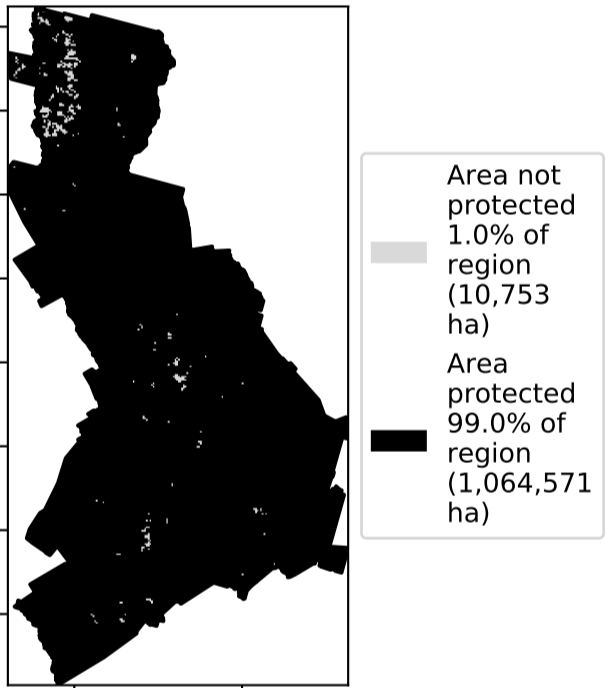 Area not
protected
1.0% of
region
(10,753
ha)
Area
protected
99.0% of
region
(1,064,571
ha)